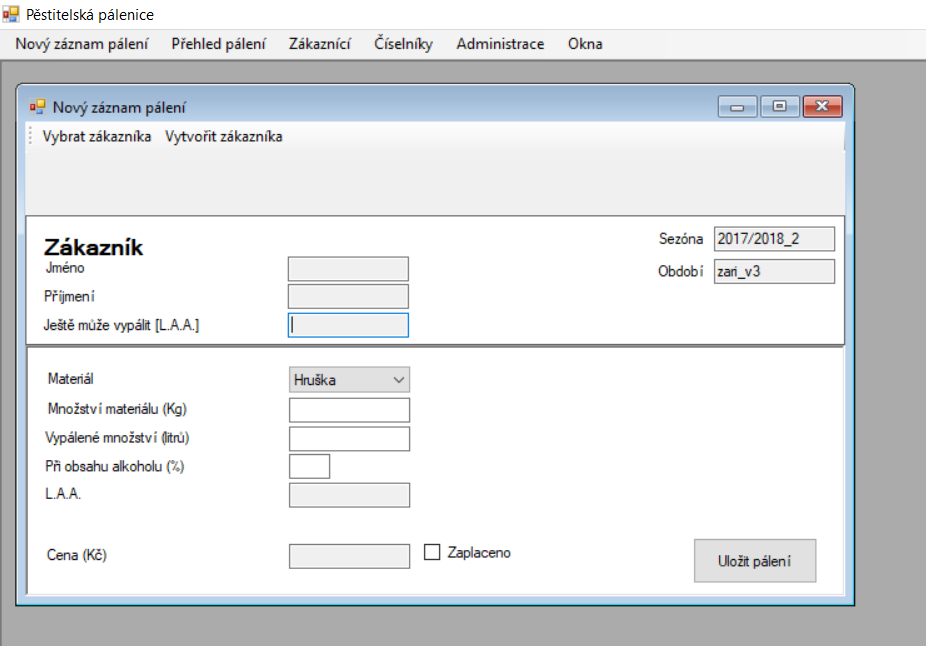 Pěstitelská pálenice
Nový záznam pálení Přehled pálení Zákazníci Číselníky Administrace Okna
Nový záznam pálení
Vybrat zákazníka Vytvořit zákazníka
Zákazník
Sezóna 2017/2018_2
Jméno
Období zari_v3
Příjmení
Ještě může vypálit [L.A.A.]
Materiál Hruška
Množství materiálu (Kg)
Vypálené množství (litrů)
Při obsahu alkoholu (%)
L.A.A.
Cena (Kč) Zaplaceno
Uložit pálení